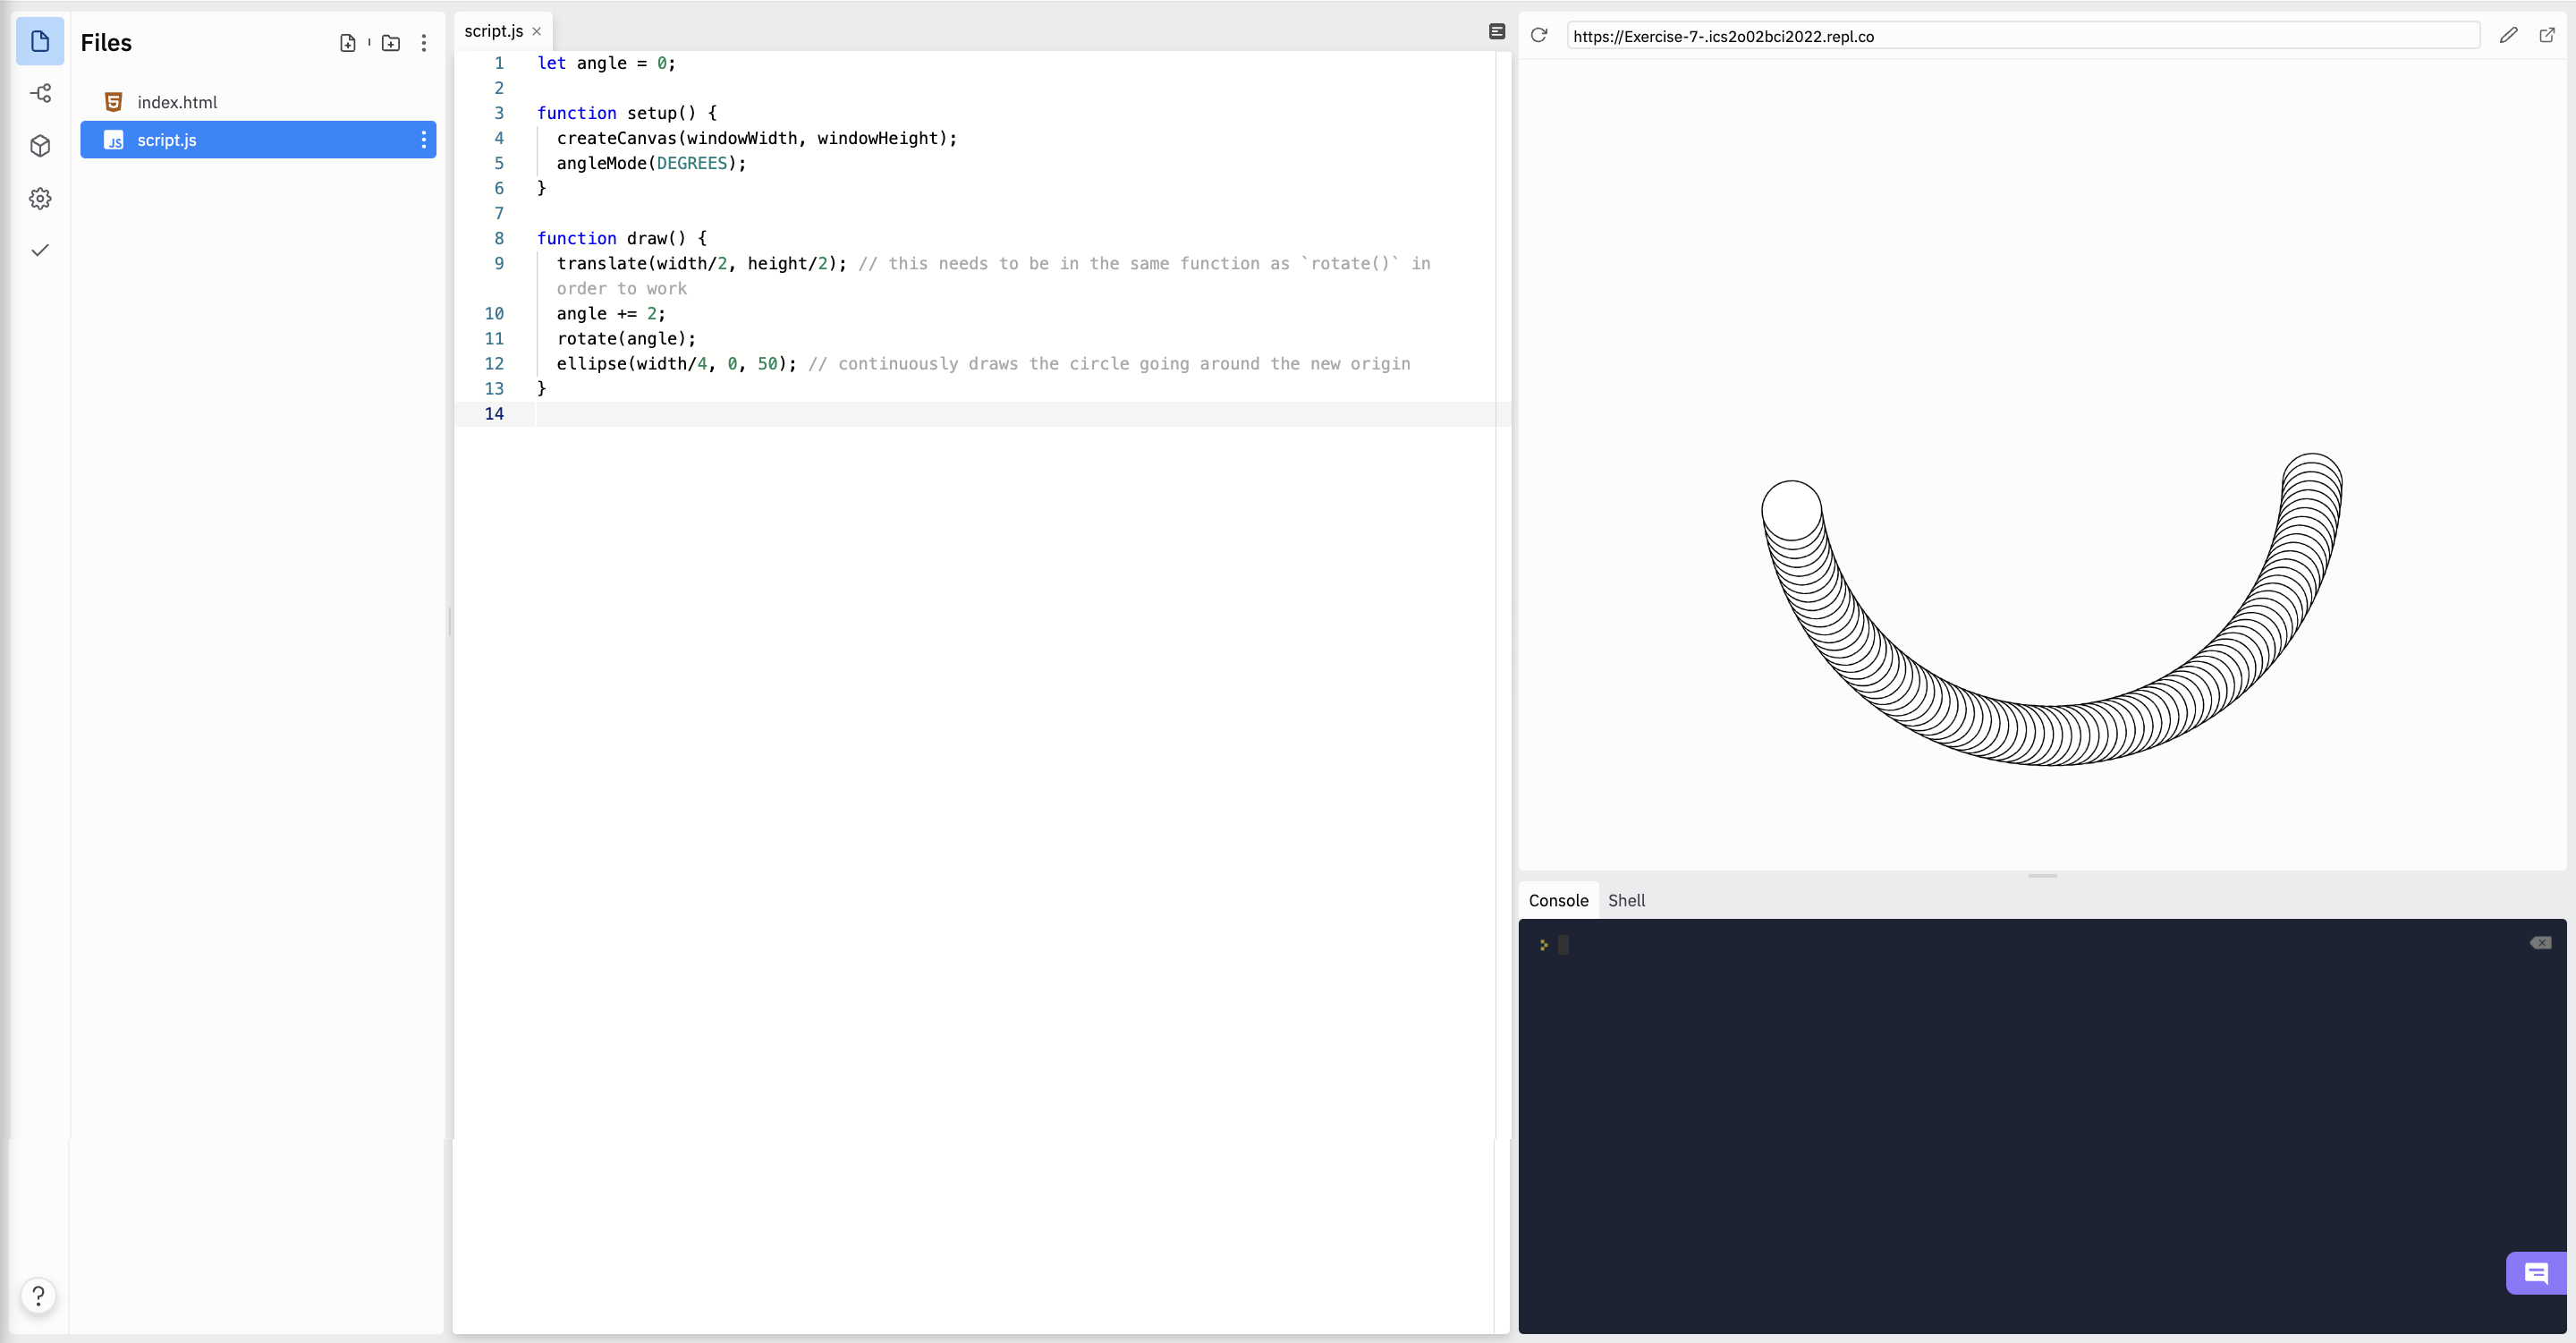 Files
index.html
JS script.js
script.js ×
1 let angle = 0;
2
3 function setup() {
4 createCanvas(windowWidth, windowHeight);
5 angleMode(DEGREES);
6 }
7
8 function draw() {
9 translate(width/2, height/2); // this needs to be in the same function as `rotate()` in
order to work
10 angle += 2;
11 rotate(angle);
12 ellipse(width/4, 0, 50); // continuously draws the circle going around the new origin
13 }
14
https://Exercise-7-.ics2o02bci2022.repl.co
Console Shell
?